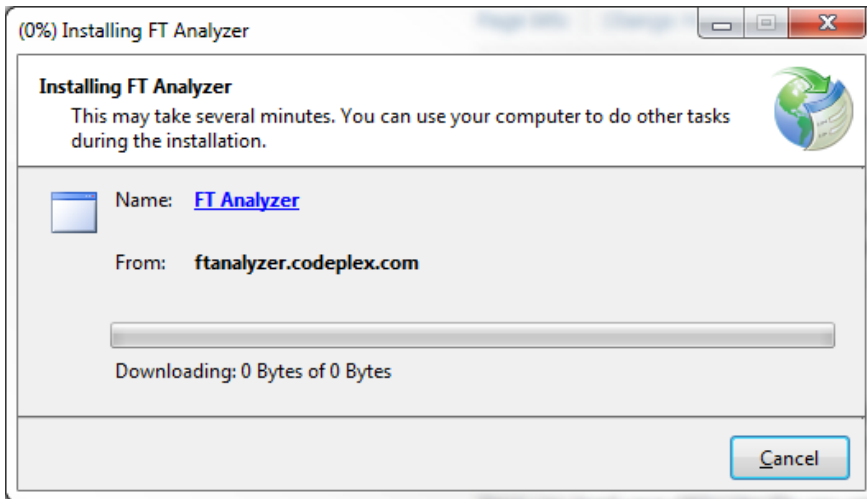 (0%) Installing FT Analyzer
Installing FT Analyzer
This may take several minutes. You can use your computer to do other tasks
during the installation.
Name: FT Analyzer
From: ftanalyzer.codeplex.com
Downloading: 0 Bytes of 0 Bytes
Cancel